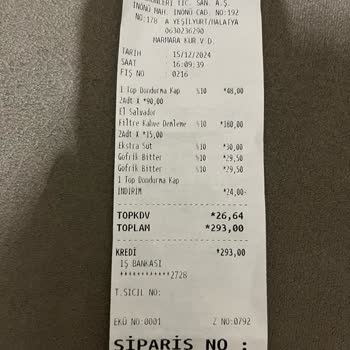 TİC. SAN. A.Ş.
İNÖNÜ MAH. İNÖNÜ CAD. NO:192
NO:178 A YEŞİLYURT/MALATYA
0630236290
MARMARA KUR.V.D.
TARİH : 15/12/2024
SAAT : 16:09:39
FİŞ NO : 0216
1 Top Dondurma Kap %10 *48,00
2Adt X *90,00
El Salvador
Filtre Kahve Demleme %10 *180,00
2Adt X *15,00
Ekstra Süt %10 *30,00
Gofrik Bitter %10 *29,50
Gofrik Bitter %10 *29,50
1 Top Dondurma Kap
İNDİRİM *24,00-
TOPKDV *26,64
TOPLAM *293,00
KREDİ *293,00
İŞ BANKASI
************2728
T.SİCİL NO:
EKÜ NO:0001 Z NO:0792
SİPARİŞ NO :